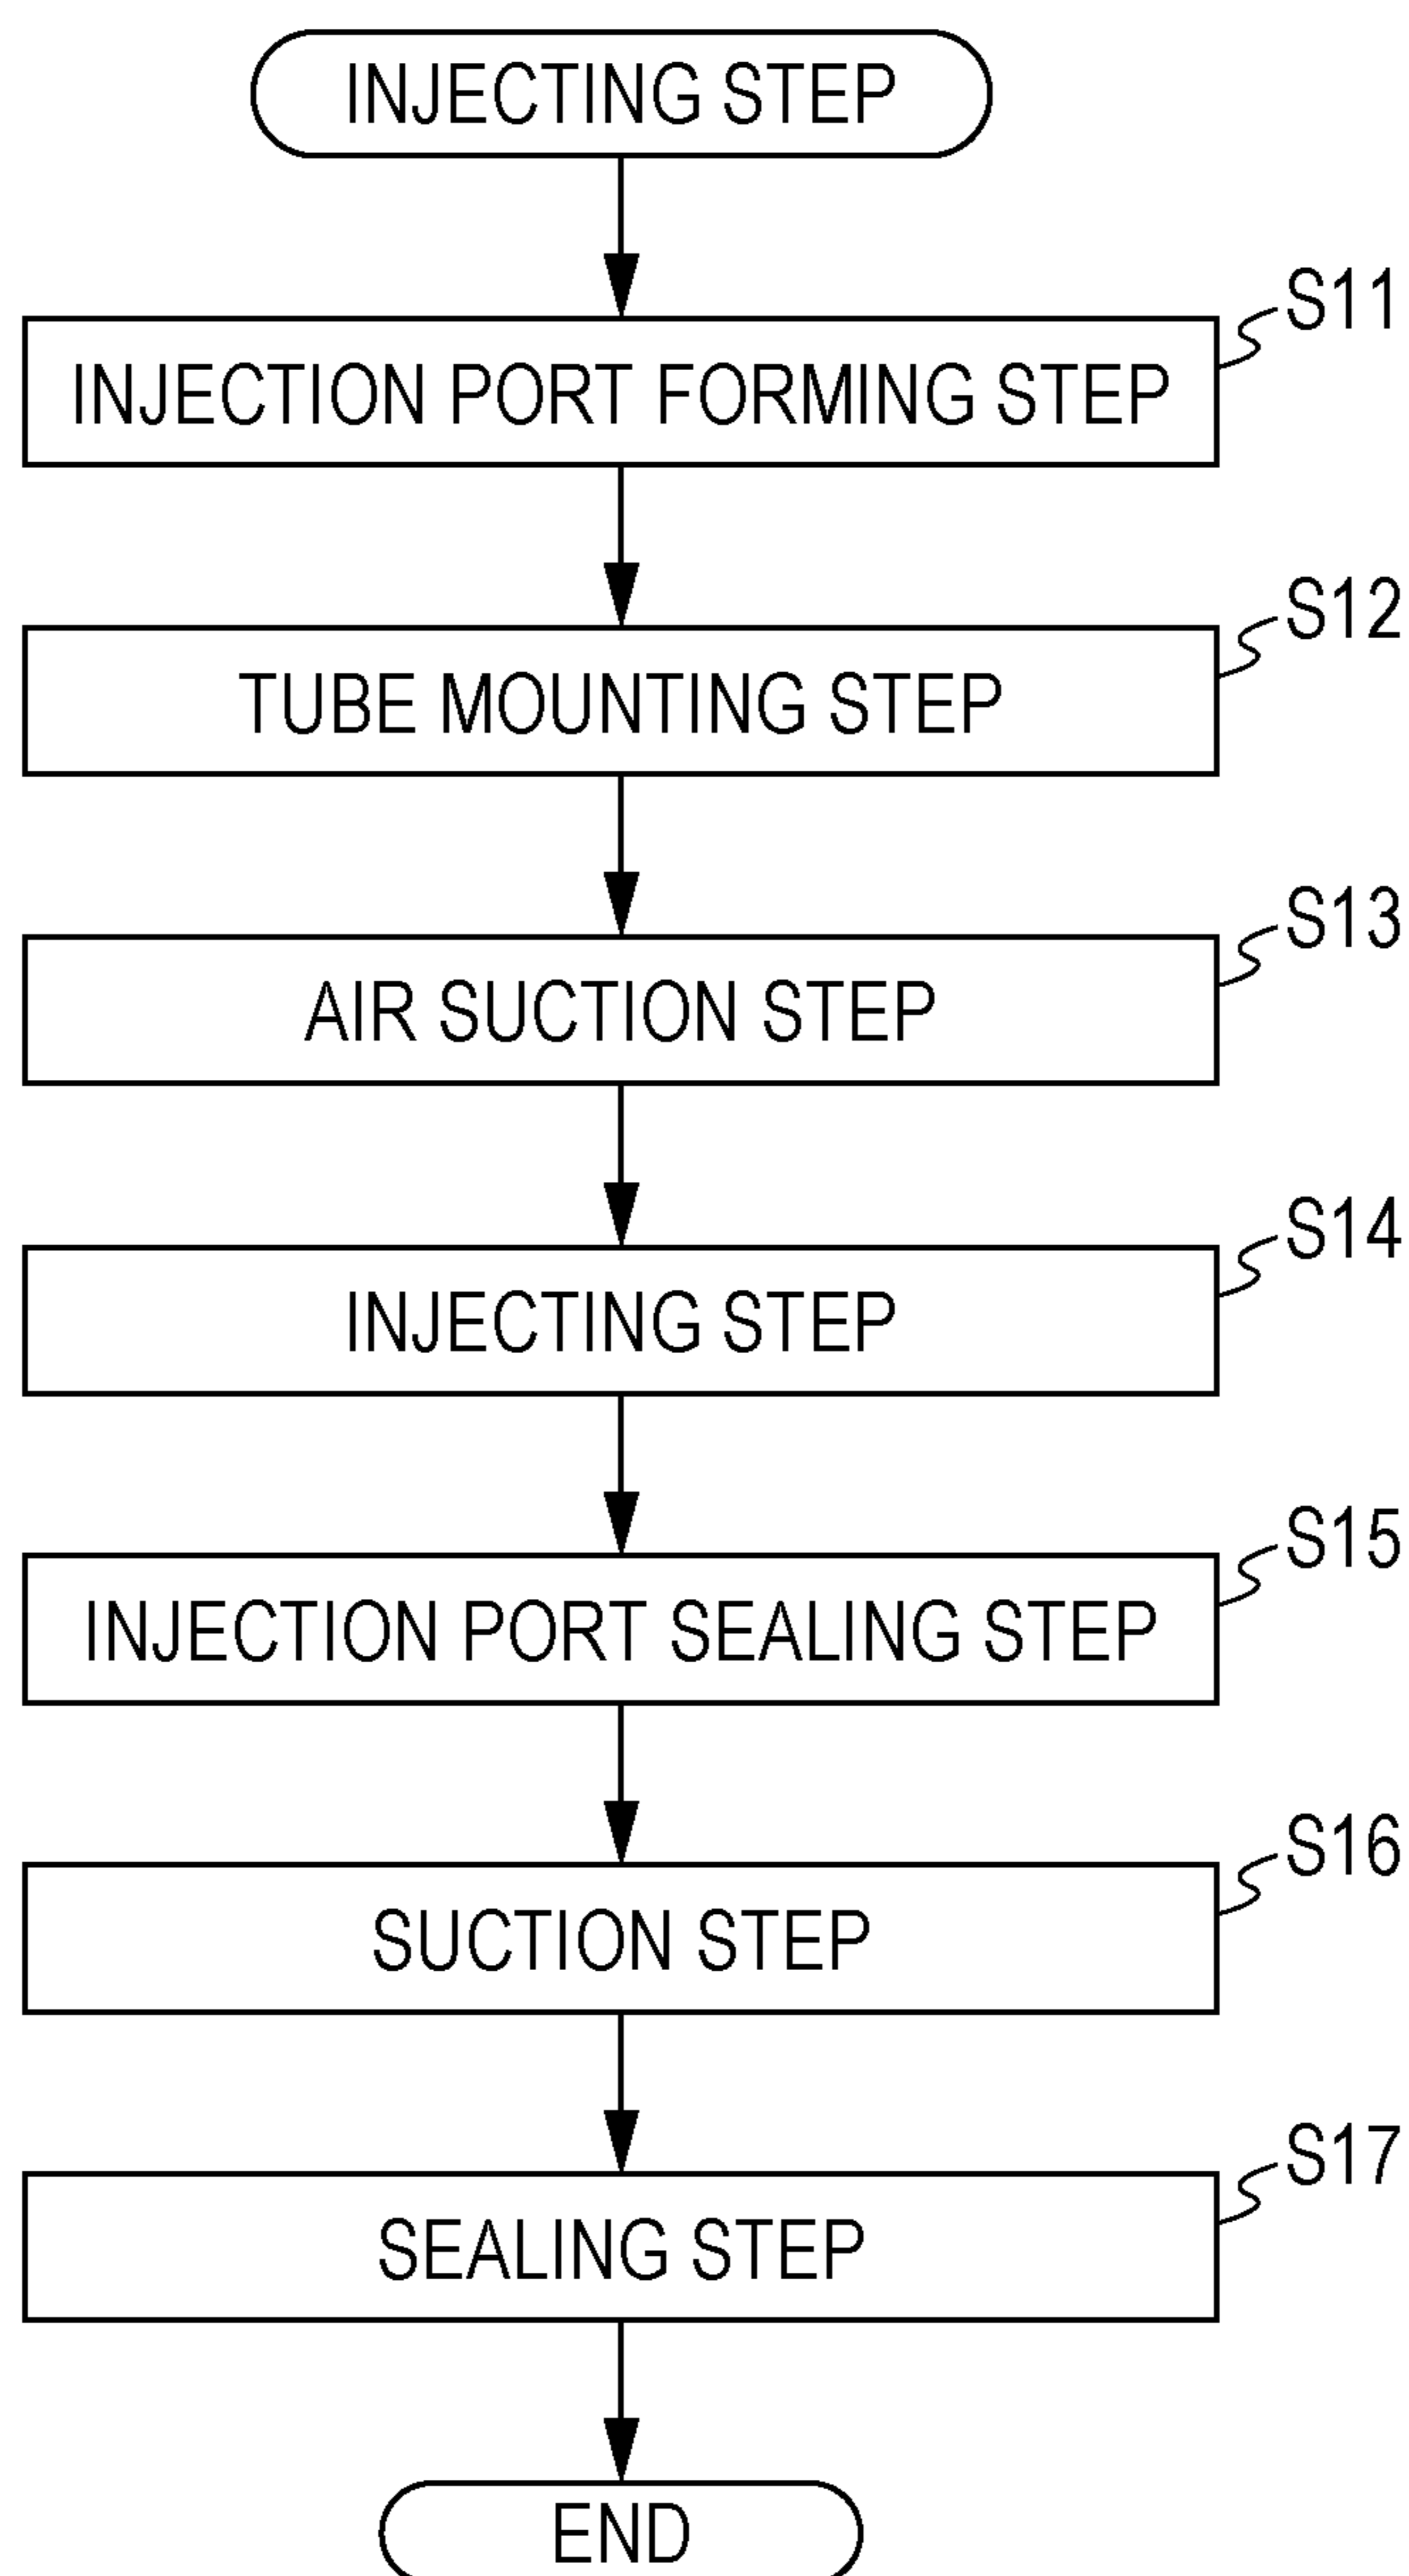 INJECTING STEP
S11
INJECTION PORT FORMING STEP
S12
TUBE MOUNTING STEP
S13
AIR SUCTION STEP
S14
INJECTING STEP
S15
INJECTION PORT SEALING STEP
S16
SUCTION STEP
S17
SEALING STEP
END